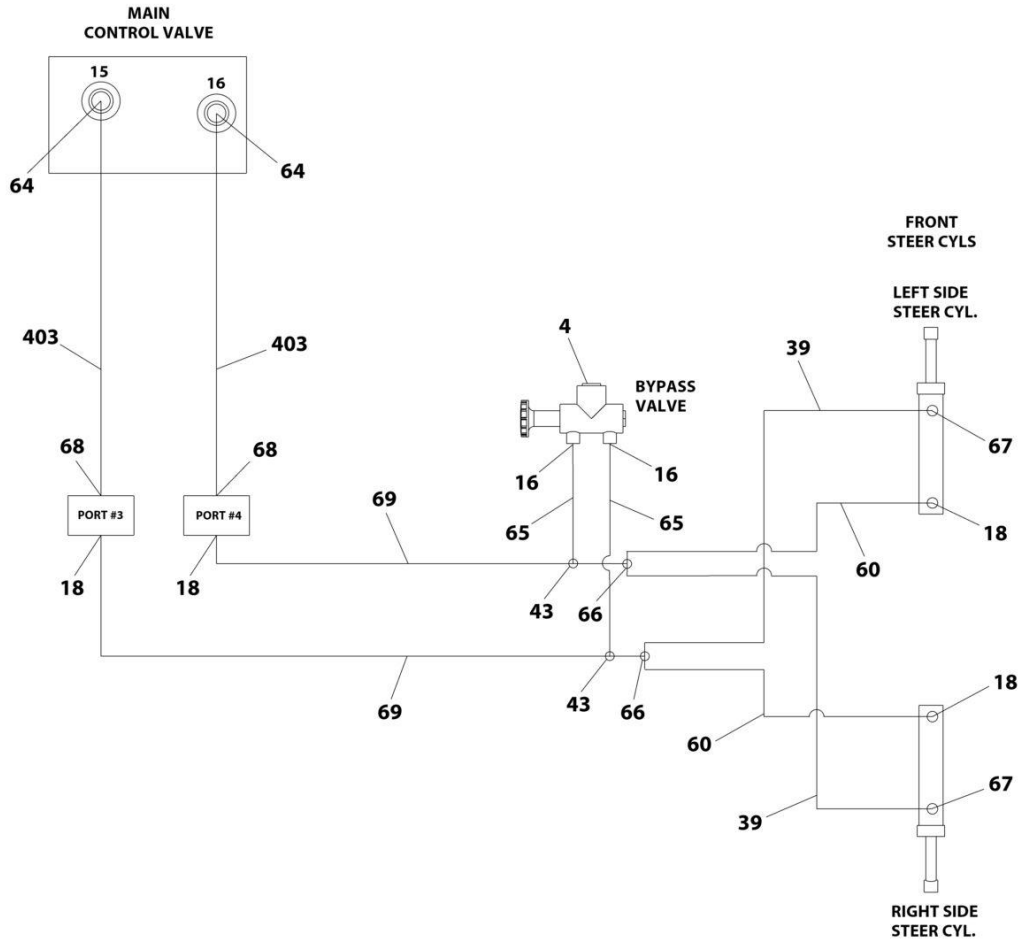 MAIN
CONTROL VALVE
15
16
64
64
FRONT
STEER CYLS
LEFT SIDE
STEER CYL.
403
403
4
39
BYPASS
VALVE
67
68
68
16
16
PORT #3
PORT #4
69
65
65
18
60
18
18
43
66
18
69
43
66
60
67
39
RIGHT SIDE
STEER CYL.